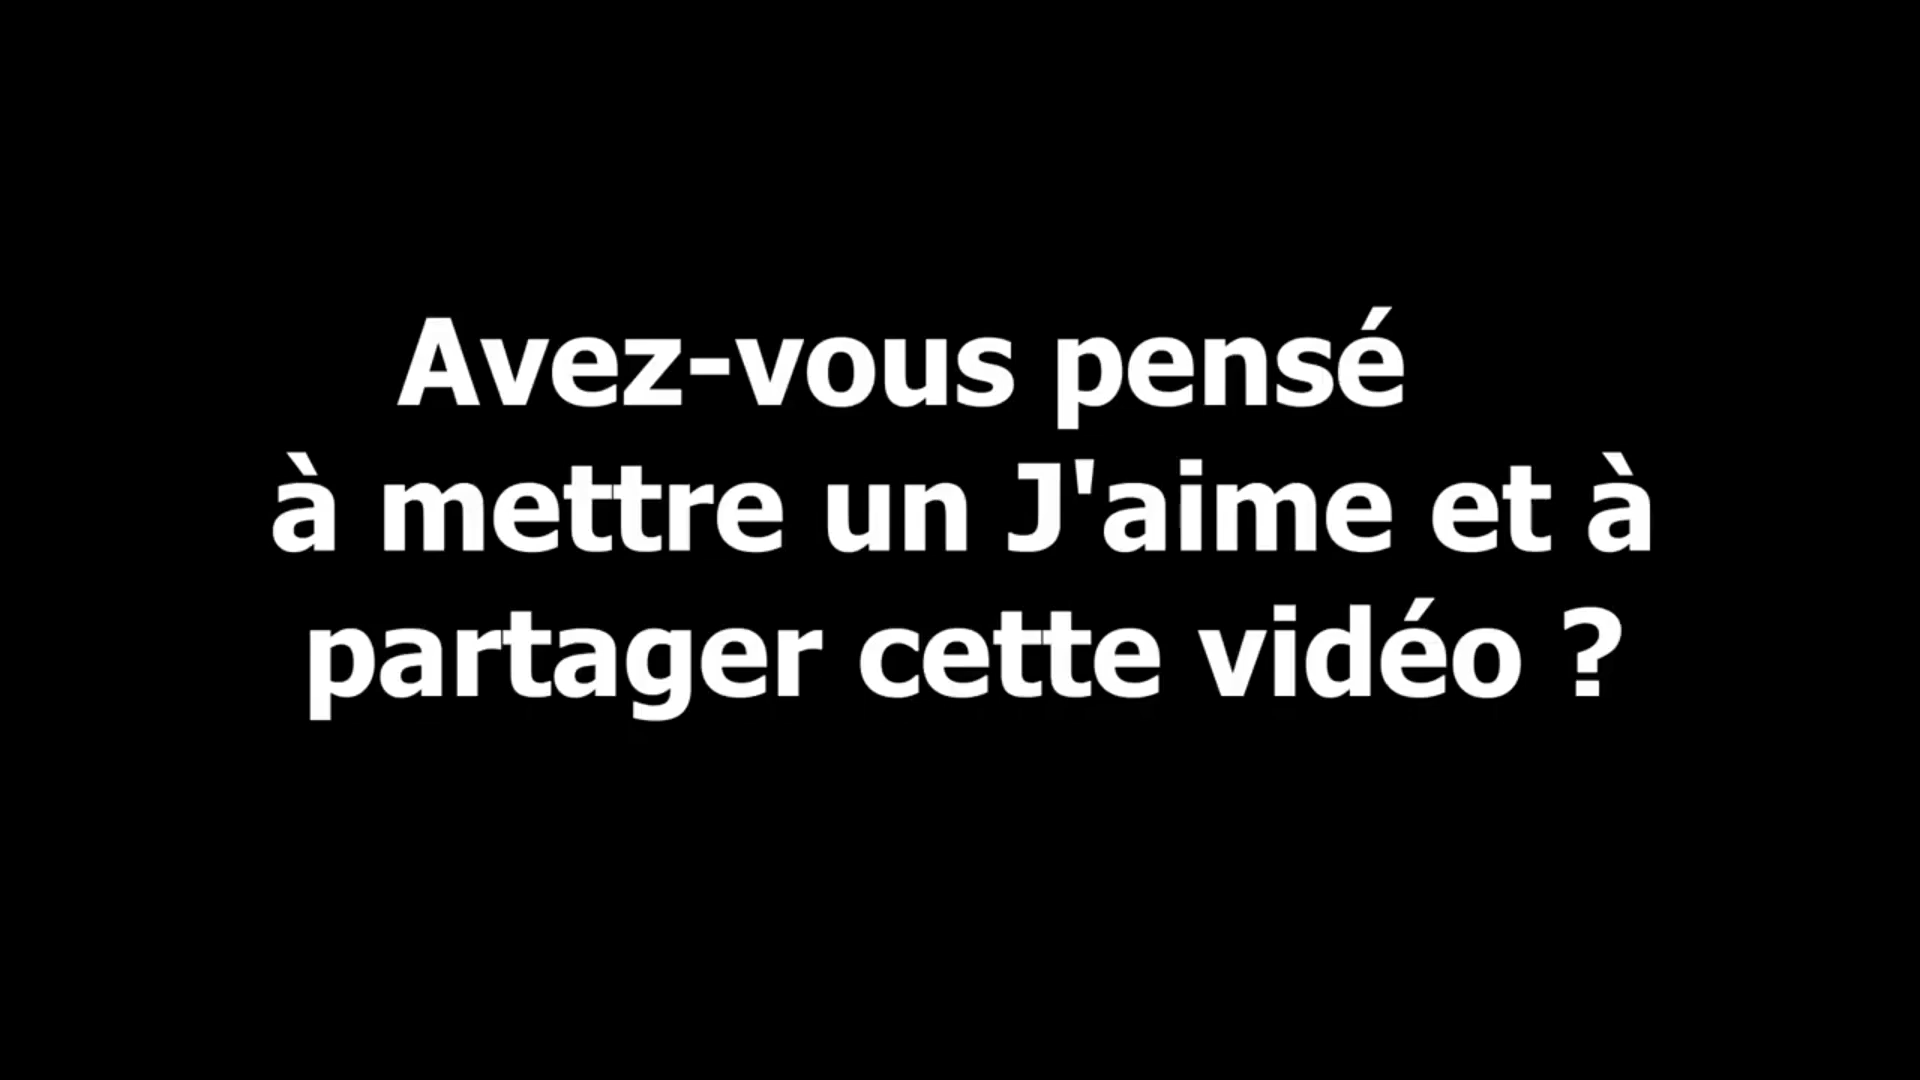 Avez-vous pensé
à mettre un J'aime et à
partager cette vidéo ?